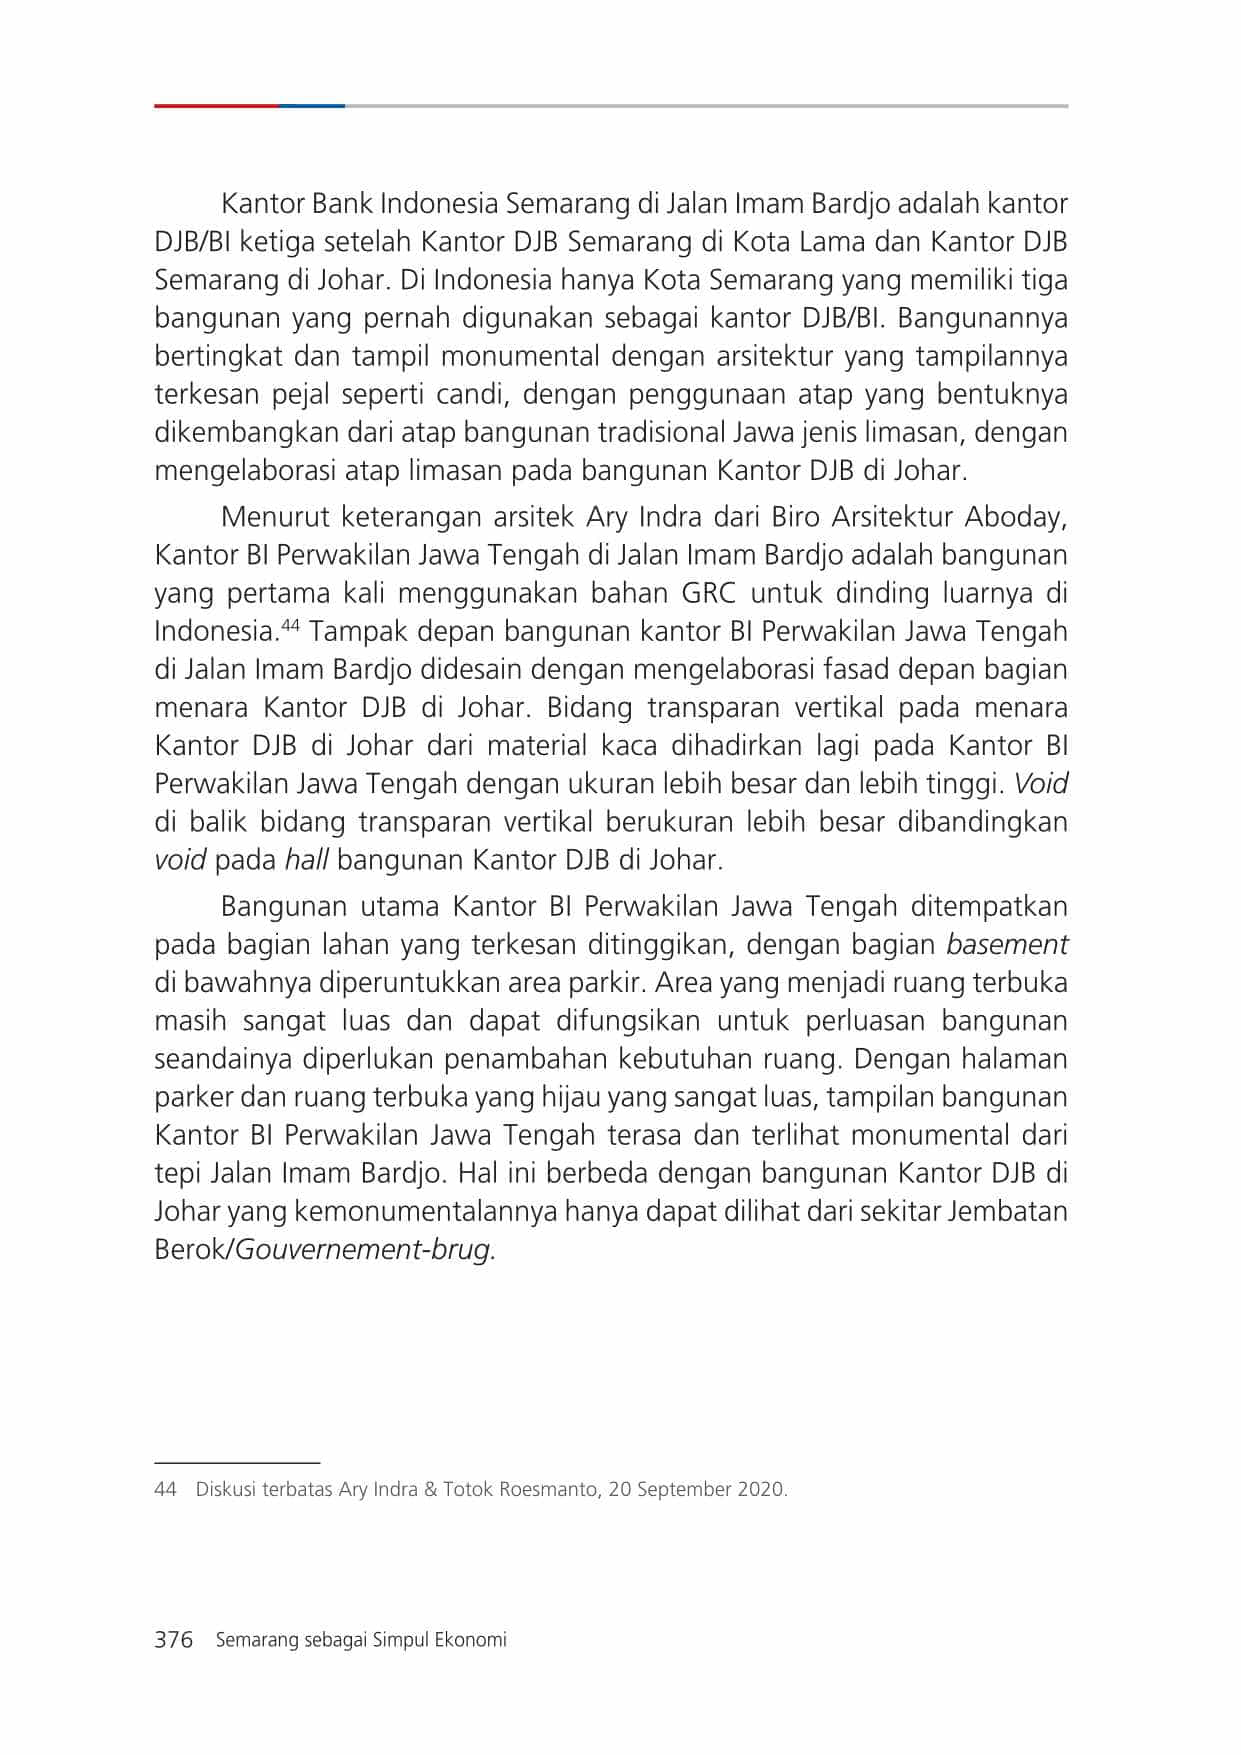 Kantor Bank Indonesia Semarang di Jalan Imam Bardjo adalah kantor
DJB/BI ketiga setelah Kantor DJB Semarang di Kota Lama dan Kantor DJB
Semarang di Johar. Di Indonesia hanya Kota Semarang yang memiliki tiga
bangunan yang pernah digunakan sebagai kantor DJB/BI. Bangunannya
bertingkat dan tampil monumental dengan arsitektur yang tampilannya
terkesan pejal seperti candi, dengan penggunaan atap yang bentuknya
dikembangkan dari atap bangunan tradisional Jawa jenis limasan, dengan
mengelaborasi atap limasan pada bangunan Kantor DJB di Johar.
Menurut keterangan arsitek Ary Indra dari Biro Arsitektur Aboday,
Kantor BI Perwakilan Jawa Tengah di Jalan Imam Bardjo adalah bangunan
yang pertama kali menggunakan bahan GRC untuk dinding luarnya di
Indonesia.44 Tampak depan bangunan kantor BI Perwakilan Jawa Tengah
di Jalan Imam Bardjo didesain dengan mengelaborasi fasad depan bagian
menara Kantor DJB di Johar. Bidang transparan vertikal pada menara
Kantor DJB di Johar dari material kaca dihadirkan lagi pada Kantor BI
Perwakilan Jawa Tengah dengan ukuran lebih besar dan lebih tinggi. Void
di balik bidang transparan vertikal berukuran lebih besar dibandingkan
void pada hall bangunan Kantor DJB di Johar.
Bangunan utama Kantor BI Perwakilan Jawa Tengah ditempatkan
pada bagian lahan yang terkesan ditinggikan, dengan bagian basement
di bawahnya diperuntukkan area parkir. Area yang menjadi ruang terbuka
masih sangat luas dan dapat difungsikan untuk perluasan bangunan
seandainya diperlukan penambahan kebutuhan ruang. Dengan halaman
parker dan ruang terbuka yang hijau yang sangat luas, tampilan bangunan
Kantor BI Perwakilan Jawa Tengah terasa dan terlihat monumental dari
tepi Jalan Imam Bardjo. Hal ini berbeda dengan bangunan Kantor DJB di
Johar yang kemonumentalannya hanya dapat dilihat dari sekitar Jembatan
Berok/Gouvernement-brug.
44 Diskusi terbatas Ary Indra & Totok Roesmanto, 20 September 2020.
376 Semarang sebagai Simpul Ekonomi